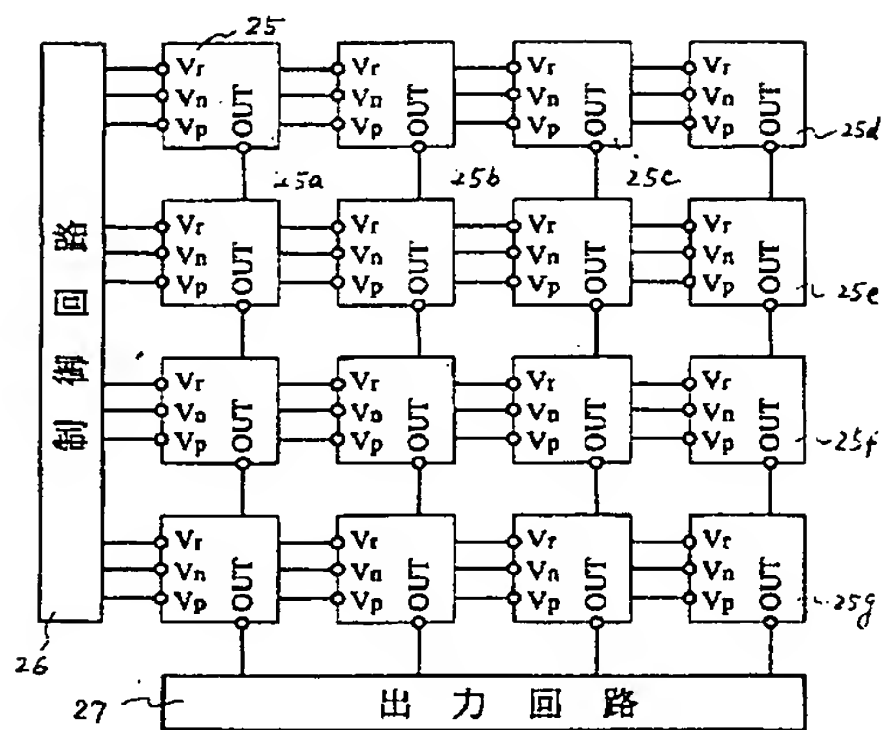 25
Vr Vr Vr Vr
Vn Vn Vn Vn
Vp Vp Vp Vp
OUT OUT OUT OUT
25d
25a 25b 25c
Vr Vr Vr Vr
Vn Vn Vn Vn
Vp Vp Vp Vp
OUT OUT OUT OUT
25e
制御回路
Vr Vr Vr Vr
Vn Vn Vn Vn
Vp Vp Vp Vp
OUT OUT OUT OUT
25f
Vr Vr Vr Vr
Vn Vn Vn Vn
Vp Vp Vp Vp
OUT OUT OUT OUT
25g
26
27
出力回路